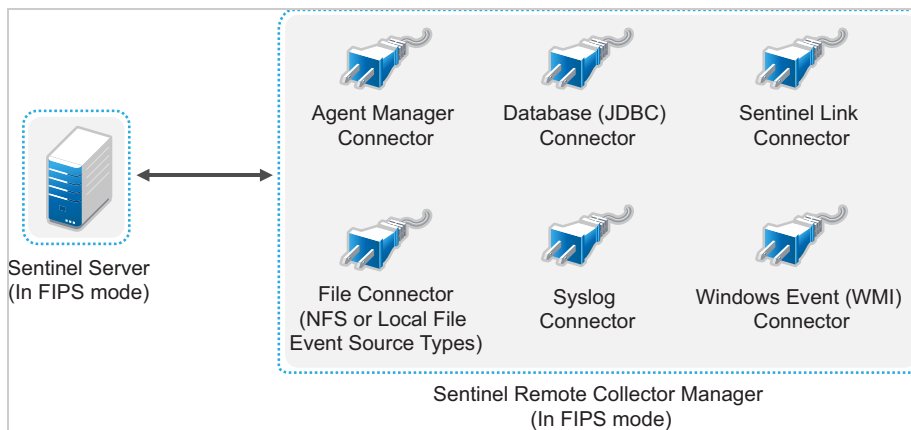 Agent Manager
Connector
Database (JDBC)
Connector
Sentinel Link
Connector
Sentinel Server
(In FIPS mode)
File Connector
(NFS or Local File
Event Source Types)
Syslog
Connector
Windows Event (WMI)
Connector
Sentinel Remote Collector Manager
(In FIPS mode)